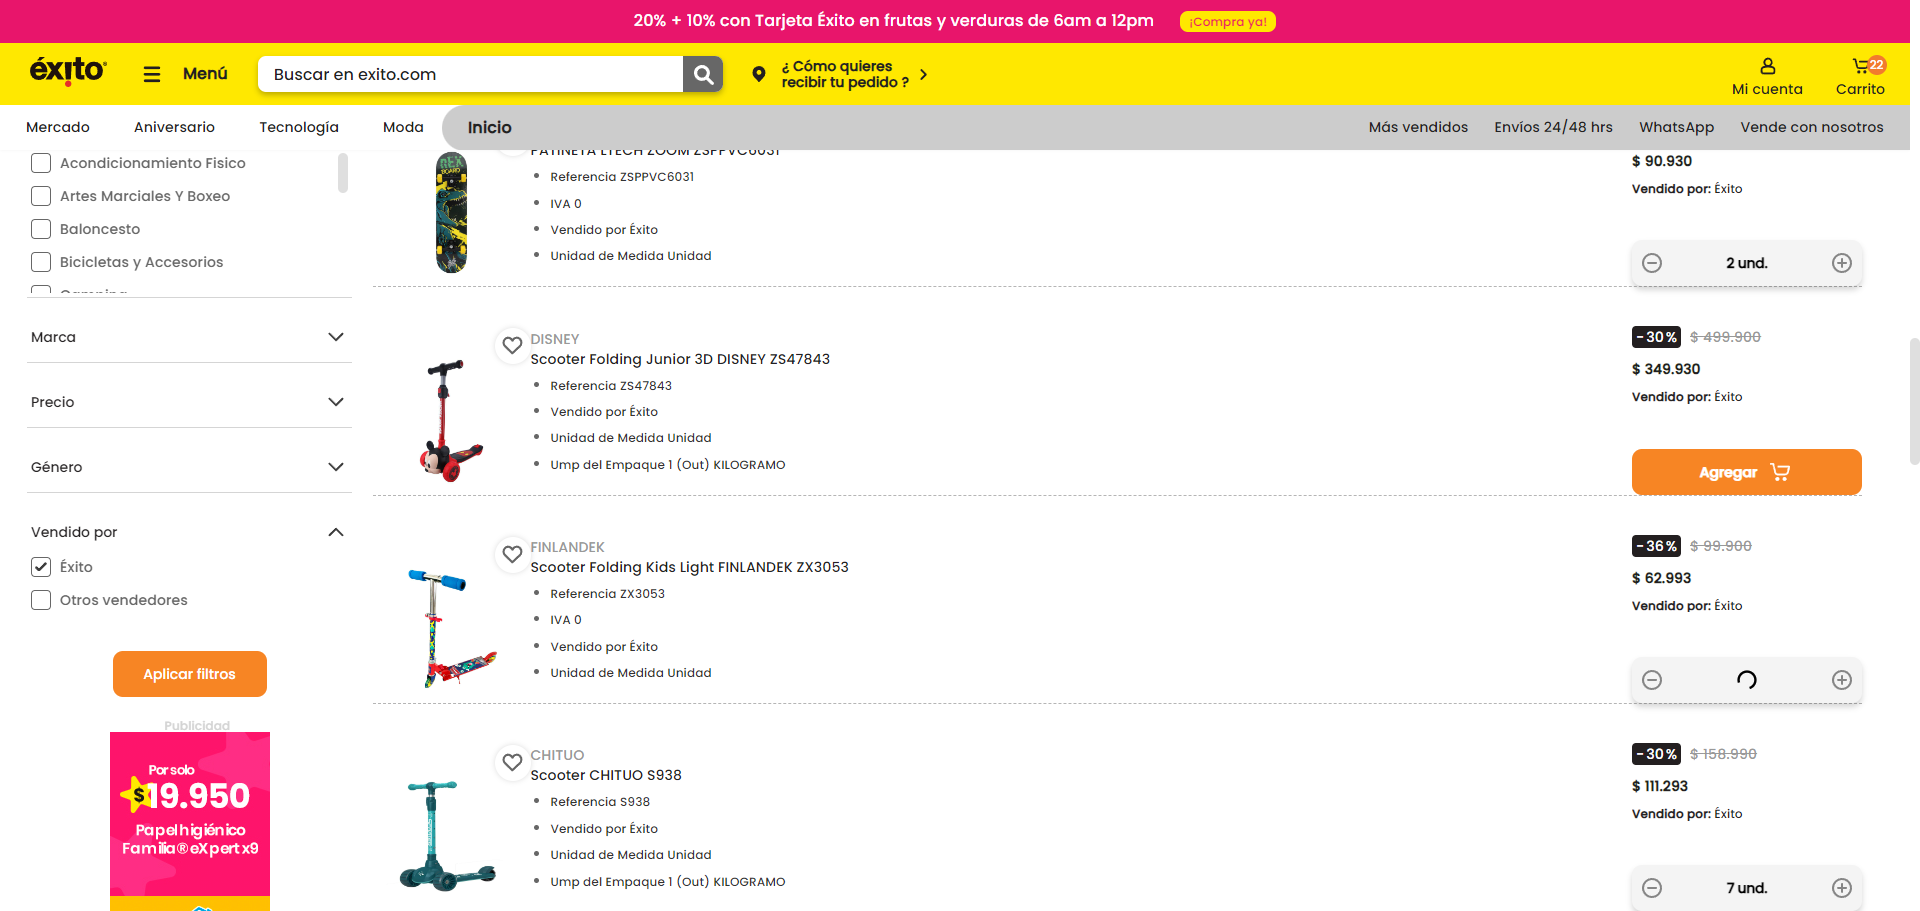 20% + 10% con Tarjeta Éxito en frutas y verduras de 6am a 12pm
¡Compra ya!
éxito
Menú
Buscar en exito.com
¿ Cómo quieres
recibir tu pedido ?
Mi cuenta
22
Carrito
Mercado
Aniversario
Tecnología
Moda
Inicio
Más vendidos
Envíos 24/48 hrs
WhatsApp
Vende con nosotros
Acondicionamiento Fisico
Artes Marciales Y Boxeo
Baloncesto
Bicicletas y Accesorios
Camping
Marca
Precio
Género
Vendido por
Éxito
Otros vendedores
Aplicar filtros
Publicidad
Por solo
$19.950
Papel higiénico
Familia® eXpert x9
REX
BOARD
PATINETA LTECH ZOOM ZSPPVC6031
Referencia ZSPPVC6031
IVA 0
Vendido por Éxito
Unidad de Medida Unidad
$ 90.930
Vendido por: Éxito
2 und.
DISNEY
Scooter Folding Junior 3D DISNEY ZS47843
Referencia ZS47843
Vendido por Éxito
Unidad de Medida Unidad
Ump del Empaque 1 (Out) KILOGRAMO
-30% $ 499.900
$ 349.930
Vendido por: Éxito
Agregar
FINLANDEK
Scooter Folding Kids Light FINLANDEK ZX3053
Referencia ZX3053
IVA 0
Vendido por Éxito
Unidad de Medida Unidad
-36% $ 99.900
$ 62.993
Vendido por: Éxito
CHITUO
Scooter CHITUO S938
Referencia S938
Vendido por Éxito
Unidad de Medida Unidad
Ump del Empaque 1 (Out) KILOGRAMO
-30% $ 158.990
$ 111.293
Vendido por: Éxito
7 und.